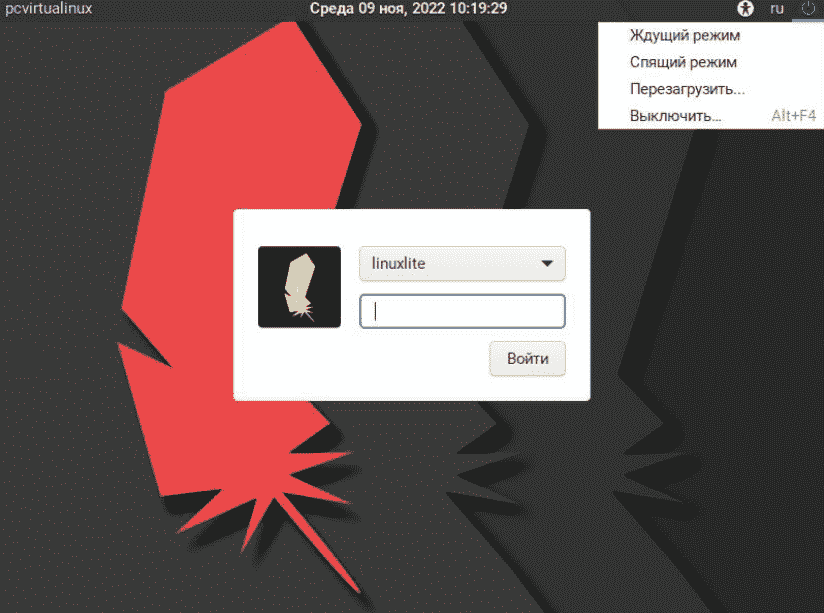 pcvirtualinux Среда 09 ноя, 2022 10:19:29 ru
Ждущий режим
Спящий режим
Перезагрузить...
Выключить... Alt+F4
linuxlite
Войти